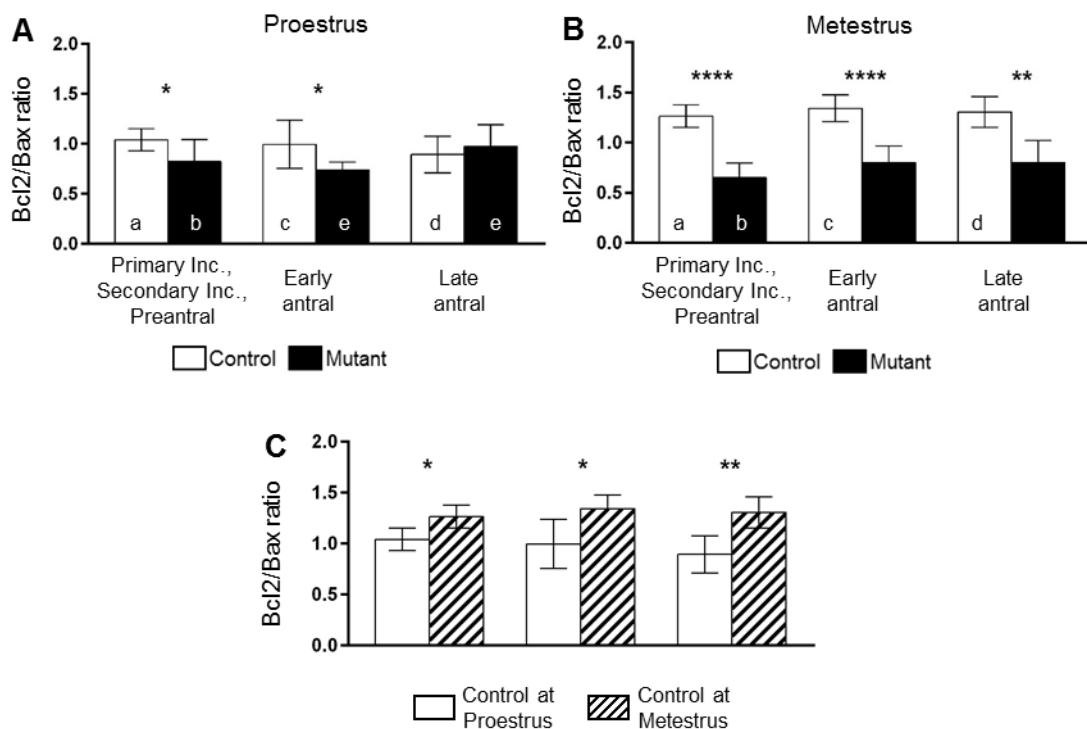 A
Proestrus
Bcl2/Bax ratio
2.0
1.5
1.0
0.5
0.0
*
*
a
b
c
e
d
e
Primary Inc.,
Secondary Inc.,
Preantral
Early
antral
Late
antral
Control
Mutant
B
Metestrus
Bcl2/Bax ratio
2.0
1.5
1.0
0.5
0.0
****
****
**
a
b
c
d
Primary Inc.,
Secondary Inc.,
Preantral
Early
antral
Late
antral
Control
Mutant
C
Bcl2/Bax ratio
2.0
1.5
1.0
0.5
0.0
*
*
**
Control at
Proestrus
Control at
Metestrus